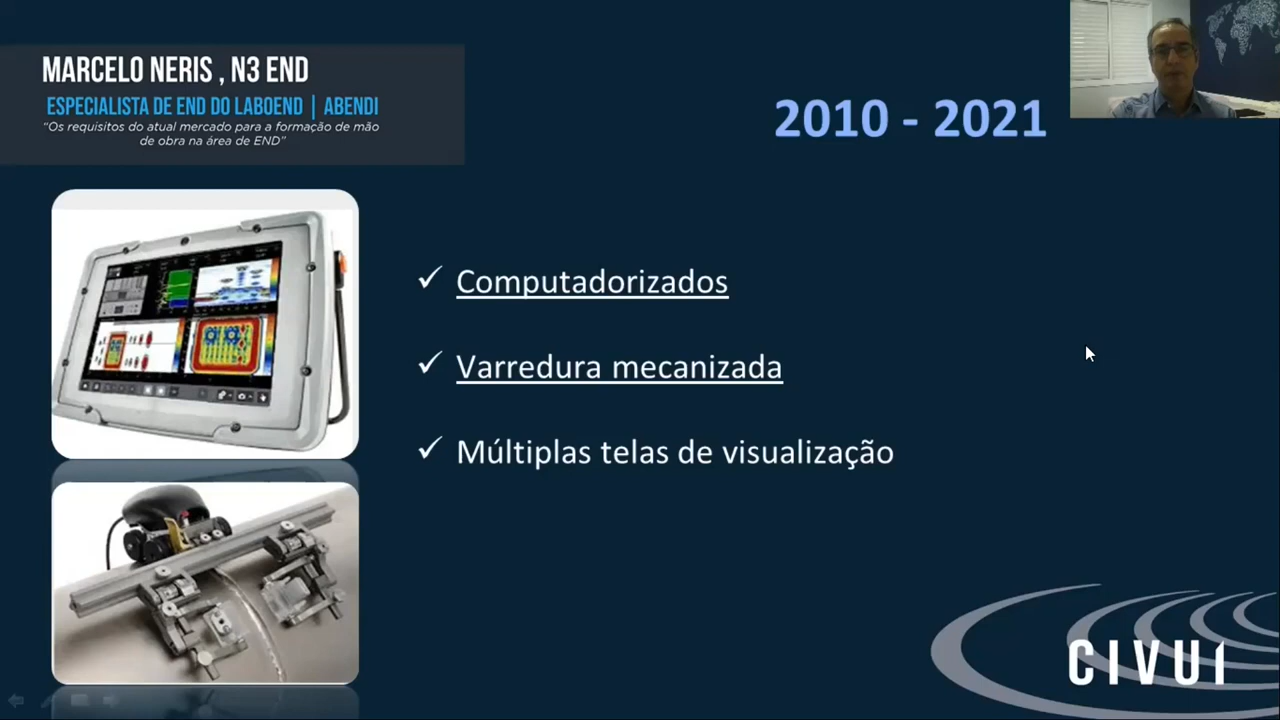 MARCELO NERIS , N3 END
ESPECIALISTA DE END DO LABOEND | ABENDI
“Os requisitos do atual mercado para a formação de mão
de obra na área de END”
2010 - 2021
✓ Computadorizados
✓ Varredura mecanizada
✓ Múltiplas telas de visualização
CIVUT